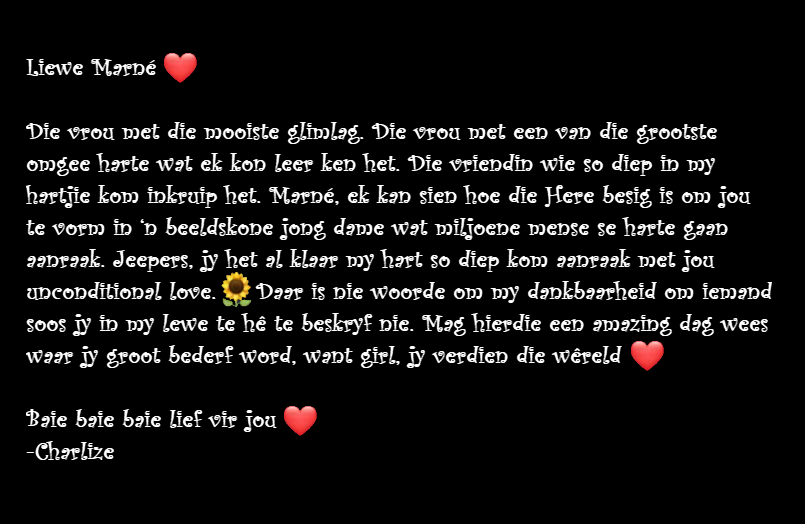 Liewe Marné ❤️
Die vrou met die mooiste glimlag. Die vrou met een van die grootste
omgee harte wat ek kon leer ken het. Die vriendin wie so diep in my
hartjie kom inkruip het. Marné, ek kan sien hoe die Here besig is om jou
te vorm in ‘n beeldskone jong dame wat miljoene mense se harte gaan
aanraak. Jeepers, jy het al klaar my hart so diep kom aanraak met jou
unconditional love.🌻Daar is nie woorde om my dankbaarheid om iemand
soos jy in my lewe te hê te beskryf nie. Mag hierdie een amazing dag wees
waar jy groot bederf word, want girl, jy verdien die wêreld ❤️
Baie baie baie lief vir jou ❤️
-Charlize